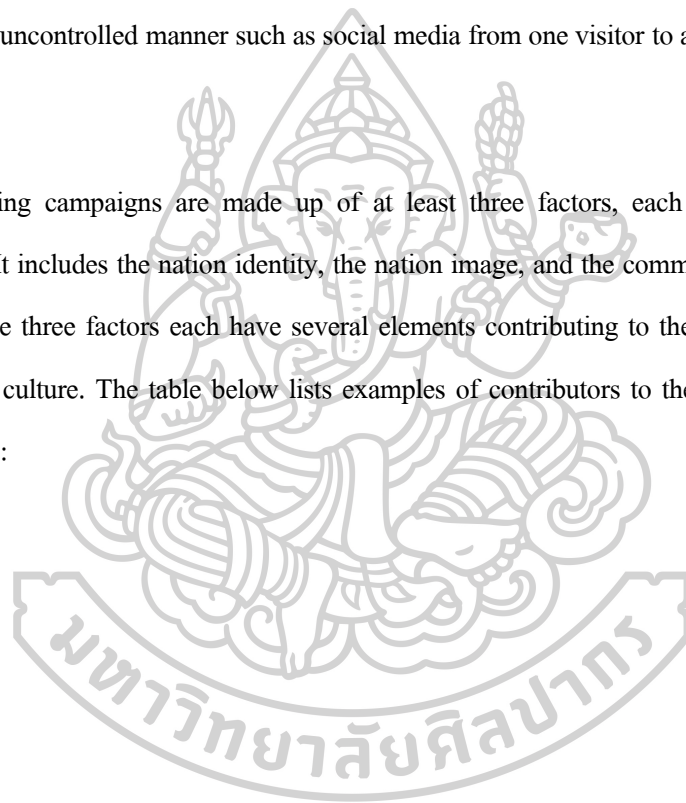 uncontrolled manner such as social media from one visitor to a
ing campaigns are made up of at least three factors, each
It includes the nation identity, the nation image, and the comm
e three factors each have several elements contributing to the
culture. The table below lists examples of contributors to the
:
มหาวิทยาลัยศิลปากร